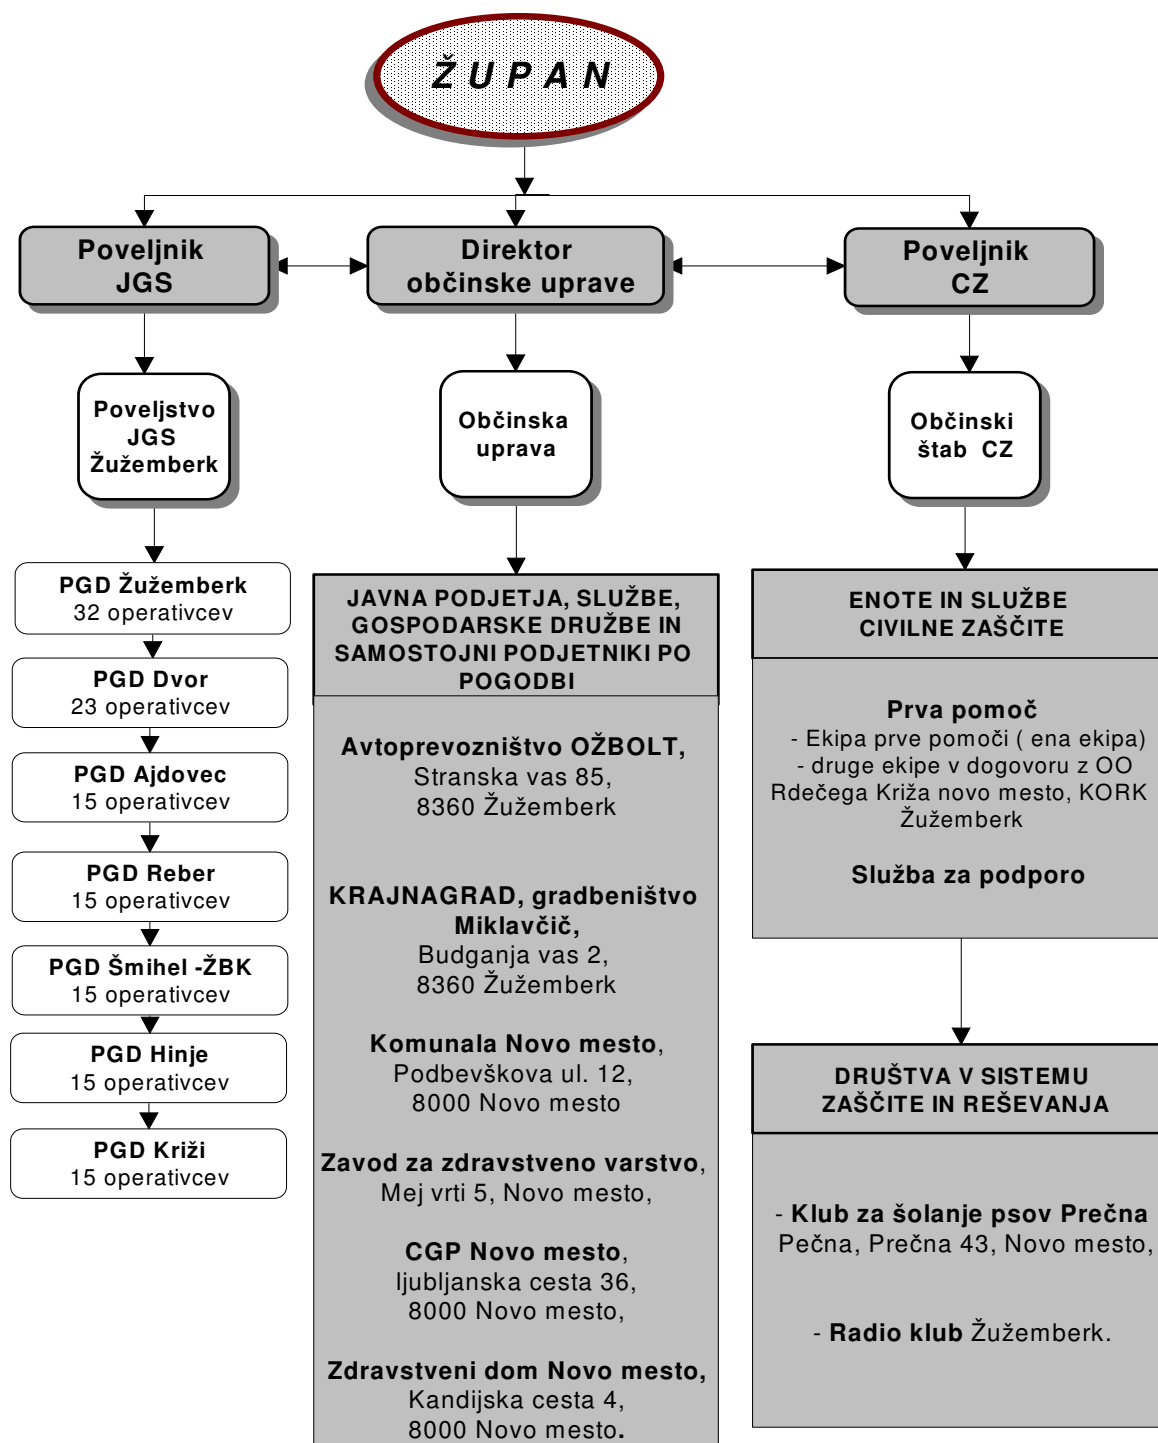 ŽUPAN
Poveljnik
JGS
Direktor
občinske uprave
Poveljnik
CZ
Poveljstvo
JGS
Žužemberk
Občinska
uprava
Občinski
štab CZ
PGD Žužemberk
32 operativcev
PGD Dvor
23 operativcev
PGD Ajdovec
15 operativcev
PGD Reber
15 operativcev
PGD Šmihel -ŽBK
15 operativcev
PGD Hinje
15 operativcev
PGD Križi
15 operativcev
JAVNA PODJETJA, SLUŽBE,
GOSPODARSKE DRUŽBE IN
SAMOSTOJNI PODJETNIKI PO
POGODBI
Avtoprevozništvo OŽBOLT,
Stranska vas 85,
8360 Žužemberk
KRAJNAGRAD, gradbeništvo
Miklavčič,
Budganja vas 2,
8360 Žužemberk
Komunala Novo mesto,
Podbevškova ul. 12,
8000 Novo mesto
Zavod za zdravstveno varstvo,
Mej vrti 5, Novo mesto,
CGP Novo mesto,
ljubljanska cesta 36,
8000 Novo mesto,
Zdravstveni dom Novo mesto,
Kandijska cesta 4,
8000 Novo mesto.
ENOTE IN SLUŽBE
CIVILNE ZAŠČITE
Prva pomoč
- Ekipa prve pomoči ( ena ekipa)
- druge ekipe v dogovoru z OO
Rdečega Križa novo mesto, KORK
Žužemberk
Služba za podporo
DRUŠTVA V SISTEMU
ZAŠČITE IN REŠEVANJA
- Klub za šolanje psov Prečna
Pečna, Prečna 43, Novo mesto,
- Radio klub Žužemberk.